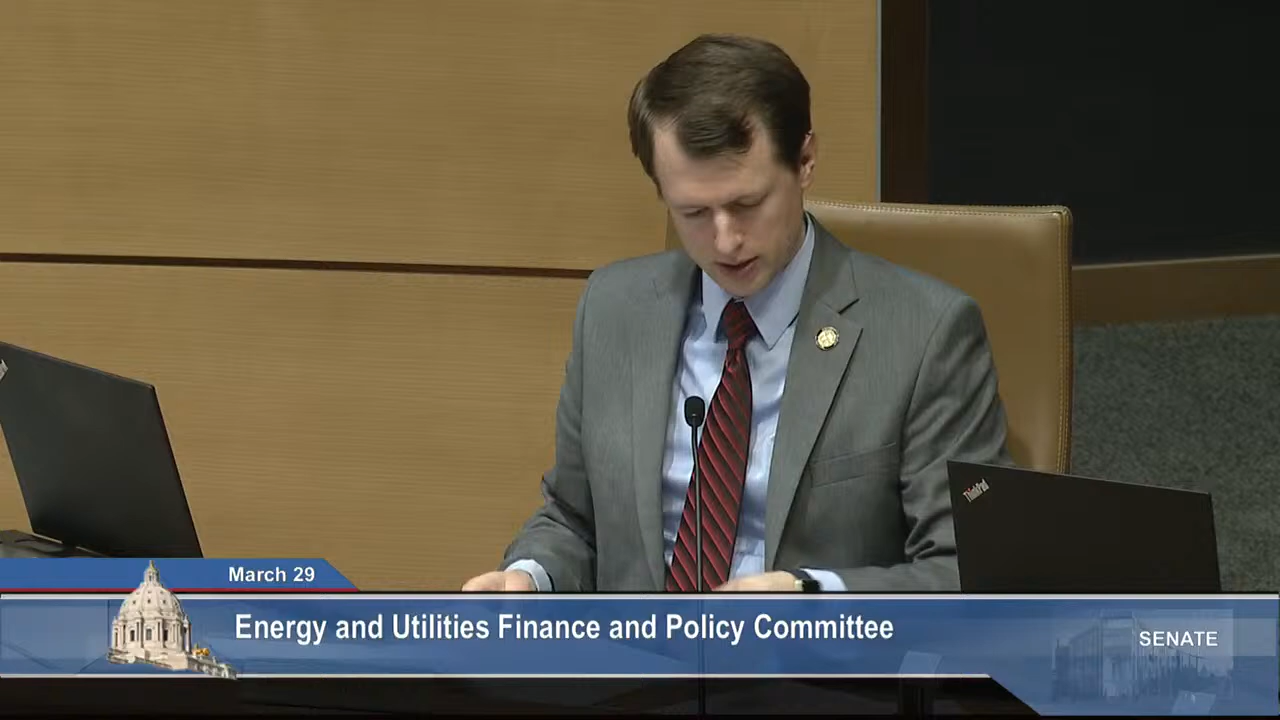 ThinkPad
March 29
Energy and Utilities Finance and Policy Committee
SENATE